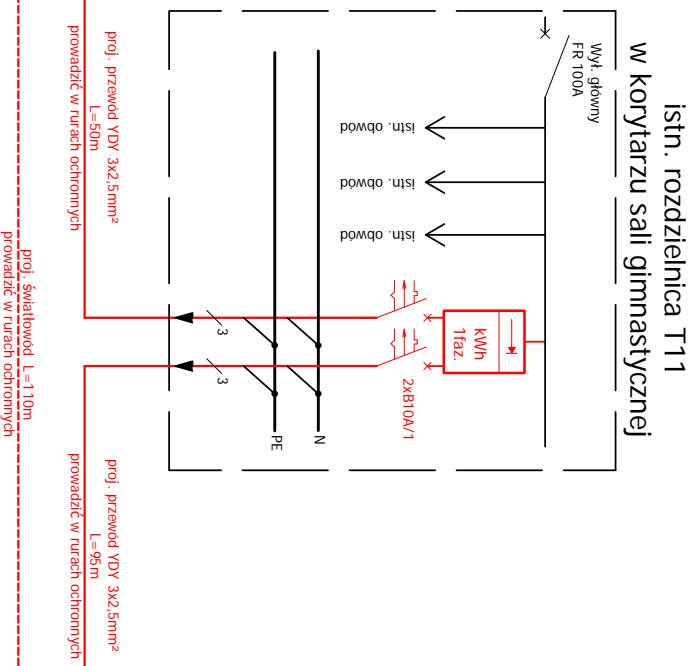 istn. rozdzielnica T11
w korytarzu sali gimnastycznej
Wył. główny
FR 100A
istn. obwód
istn. obwód
istn. obwód
kWh
1faz.
2xB10A/1
N
PE
3
3
proj. przewód YDY 3x2,5mm²
L=50m
prowadzić w rurach ochronnych
proj. przewód YDY 3x2,5mm²
L=95m
prowadzić w rurach ochronnych
proj. światłowód L=110m
prowadzić w rurach ochronnych